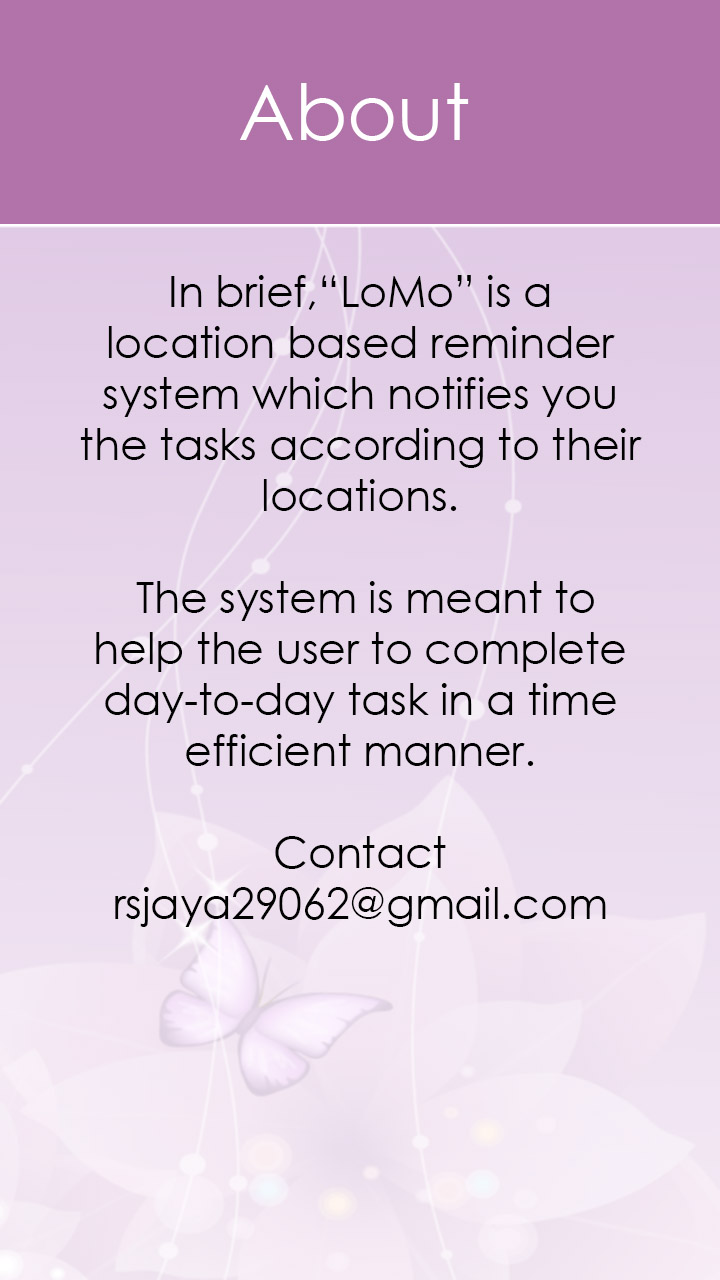 About
In brief,“LoMo” is a
location based reminder
system which notifies you
the tasks according to their
locations.
The system is meant to
help the user to complete
day-to-day task in a time
efficient manner.
Contact
rsjaya29062@gmail.com